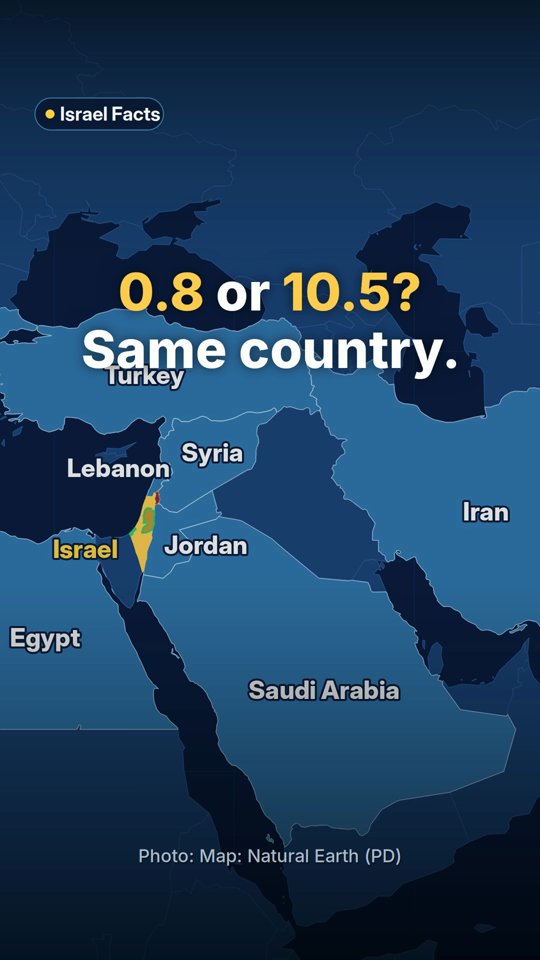 Israel Facts
0.8 or 10.5?
Same country.
Turkey
Syria
Lebanon
Iran
Israel
Jordan
Egypt
Saudi Arabia
Photo: Map: Natural Earth (PD)